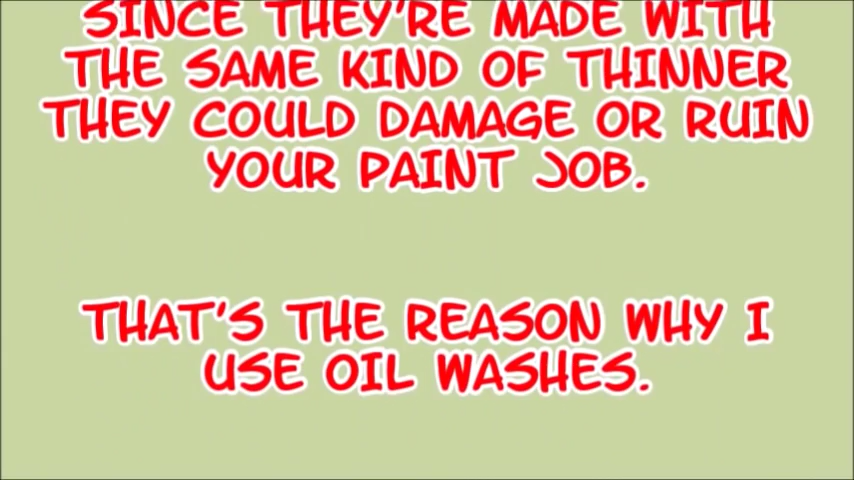 SINCE THEY'RE MADE WITH
THE SAME KIND OF THINNER
THEY COULD DAMAGE OR RUIN
YOUR PAINT JOB.
THAT'S THE REASON WHY I
USE OIL WASHES.